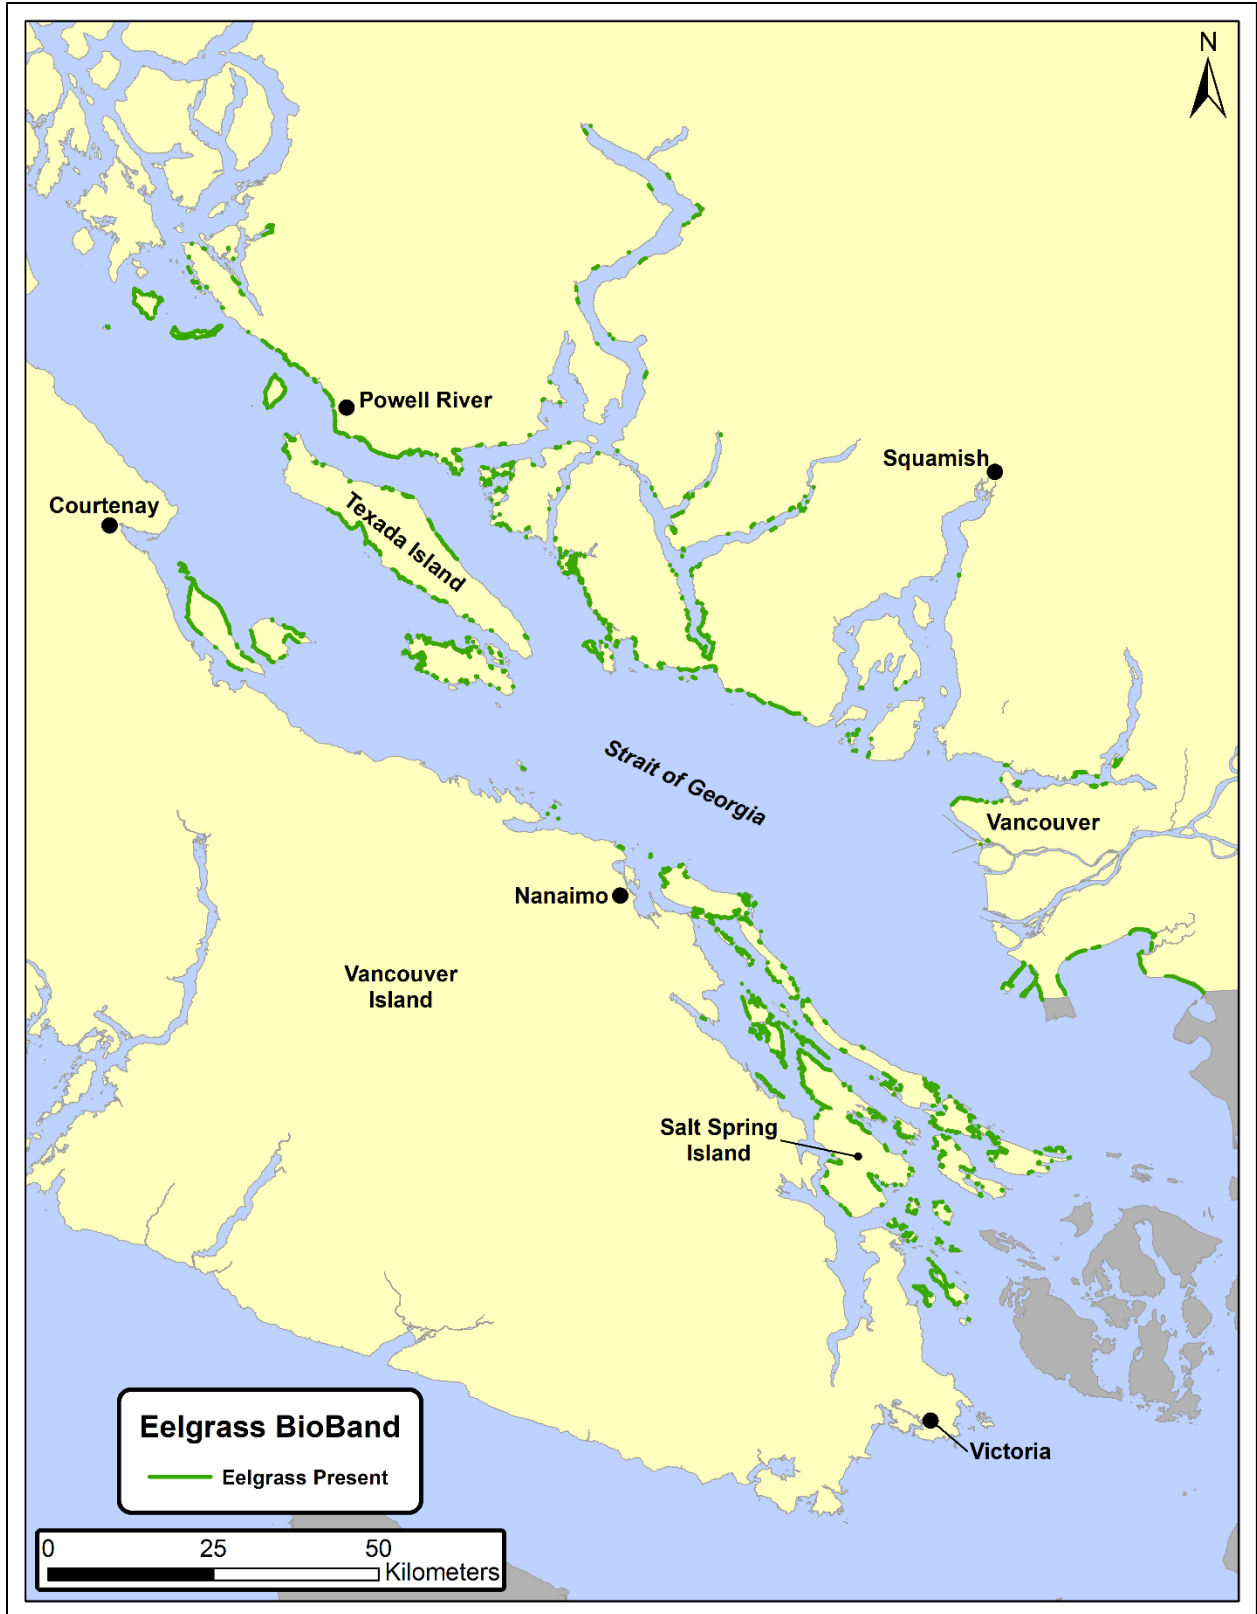 N
Powell River
Squamish
Courtenay
Texada Island
Strait of Georgia
Vancouver
Nanaimo
Vancouver
Island
Salt Spring
Island
Victoria
Eelgrass BioBand
Eelgrass Present
0 25 50
Kilometers